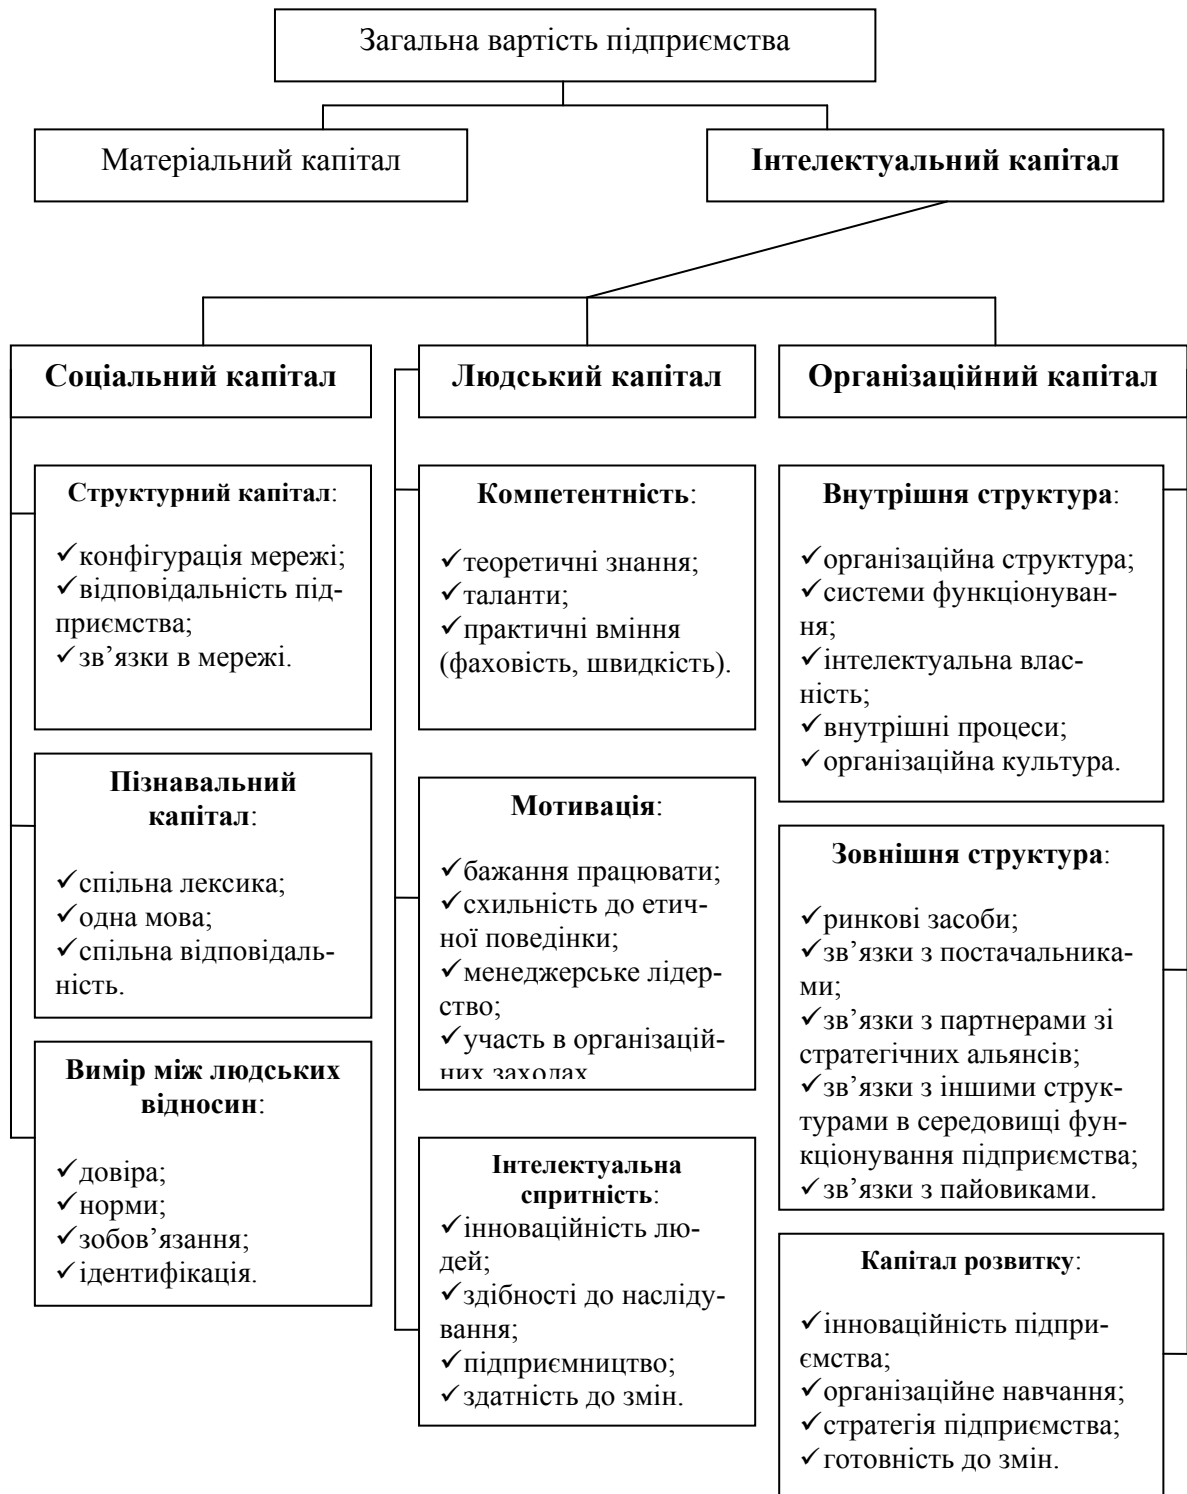 Загальна вартість підприємства
Матеріальний капітал
Інтелектуальний капітал
Соціальний капітал
Людський капітал
Організаційний капітал
Структурний капітал:
✓конфігурація мережі;
✓відповідальність під-
приємства;
✓зв’язки в мережі.
Пізнавальний
капітал:
✓спільна лексика;
✓одна мова;
✓спільна відповідаль-
ність.
Вимір між людських
відносин:
✓довіра;
✓норми;
✓зобов’язання;
✓ідентифікація.
Компетентність:
✓теоретичні знання;
✓таланти;
✓практичні вміння
(фаховість, швидкість).
Мотивація:
✓бажання працювати;
✓схильність до етич-
ної поведінки;
✓менеджерське лідер-
ство;
✓участь в організацій-
них заходах
Інтелектуальна
спритність:
✓інноваційність лю-
дей;
✓здібності до насліду-
вання;
✓підприємництво;
✓здатність до змін.
Внутрішня структура:
✓організаційна структура;
✓системи функціонуван-
ня;
✓інтелектуальна влас-
ність;
✓внутрішні процеси;
✓організаційна культура.
Зовнішня структура:
✓ринкові засоби;
✓зв’язки з постачальника-
ми;
✓зв’язки з партнерами зі
стратегічних альянсів;
✓зв’язки з іншими струк-
турами в середовищі фун-
кціонування підприємства;
✓зв’язки з пайовиками.
Капітал розвитку:
✓інноваційність підпри-
ємства;
✓організаційне навчання;
✓стратегія підприємства;
✓готовність до змін.